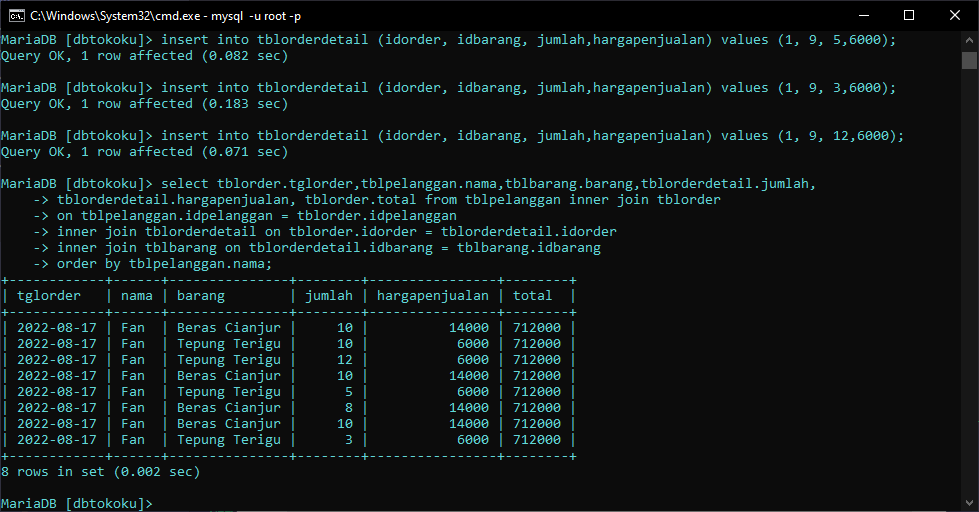 C:\Windows\System32\cmd.exe - mysql  -u root -p
MariaDB [dbtokoku]> insert into tblorderdetail (idorder, idbarang, jumlah,hargapenjualan) values (1, 9, 5,6000);
Query OK, 1 row affected (0.082 sec)
MariaDB [dbtokoku]> insert into tblorderdetail (idorder, idbarang, jumlah,hargapenjualan) values (1, 9, 3,6000);
Query OK, 1 row affected (0.183 sec)
MariaDB [dbtokoku]> insert into tblorderdetail (idorder, idbarang, jumlah,hargapenjualan) values (1, 9, 12,6000);
Query OK, 1 row affected (0.071 sec)
MariaDB [dbtokoku]> select tblorder.tglorder,tblpelanggan.nama,tblbarang.barang,tblorderdetail.jumlah,
    -> tblorderdetail.hargapenjualan, tblorder.total from tblpelanggan inner join tblorder
    -> on tblpelanggan.idpelanggan = tblorder.idpelanggan
    -> inner join tblorderdetail on tblorder.idorder = tblorderdetail.idorder
    -> inner join tblbarang on tblorderdetail.idbarang = tblbarang.idbarang
    -> order by tblpelanggan.nama;
+------------+------+---------------+--------+----------------+--------+
| tglorder   | nama | barang        | jumlah | hargapenjualan | total  |
+------------+------+---------------+--------+----------------+--------+
| 2022-08-17 | Fan  | Beras Cianjur |     10 |          14000 | 712000 |
| 2022-08-17 | Fan  | Tepung Terigu |     10 |           6000 | 712000 |
| 2022-08-17 | Fan  | Tepung Terigu |     12 |           6000 | 712000 |
| 2022-08-17 | Fan  | Beras Cianjur |     10 |          14000 | 712000 |
| 2022-08-17 | Fan  | Tepung Terigu |      5 |           6000 | 712000 |
| 2022-08-17 | Fan  | Beras Cianjur |      8 |          14000 | 712000 |
| 2022-08-17 | Fan  | Beras Cianjur |     10 |          14000 | 712000 |
| 2022-08-17 | Fan  | Tepung Terigu |      3 |           6000 | 712000 |
+------------+------+---------------+--------+----------------+--------+
8 rows in set (0.002 sec)
MariaDB [dbtokoku]>